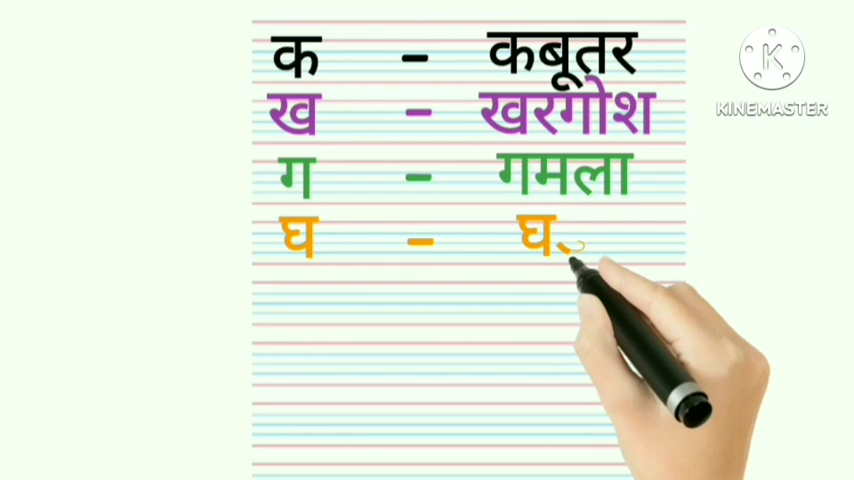 क - कबूतर
ख - खरगोश
ग - गमला
घ - घ
KINEMASTER